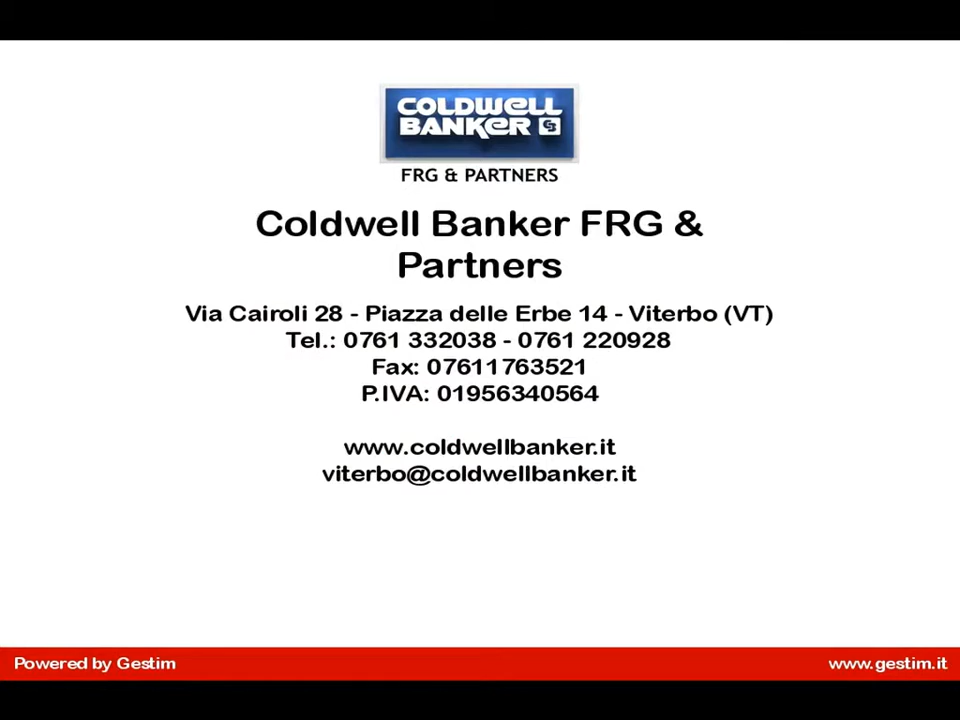 COLDWELL
BANKER CB
FRG & PARTNERS
Coldwell Banker FRG &
Partners
Via Cairoli 28 - Piazza delle Erbe 14 - Viterbo (VT)
Tel.: 0761 332038 - 0761 220928
Fax: 07611763521
P.IVA: 01956340564
www.coldwellbanker.it
viterbo@coldwellbanker.it
Powered by Gestim
www.gestim.it